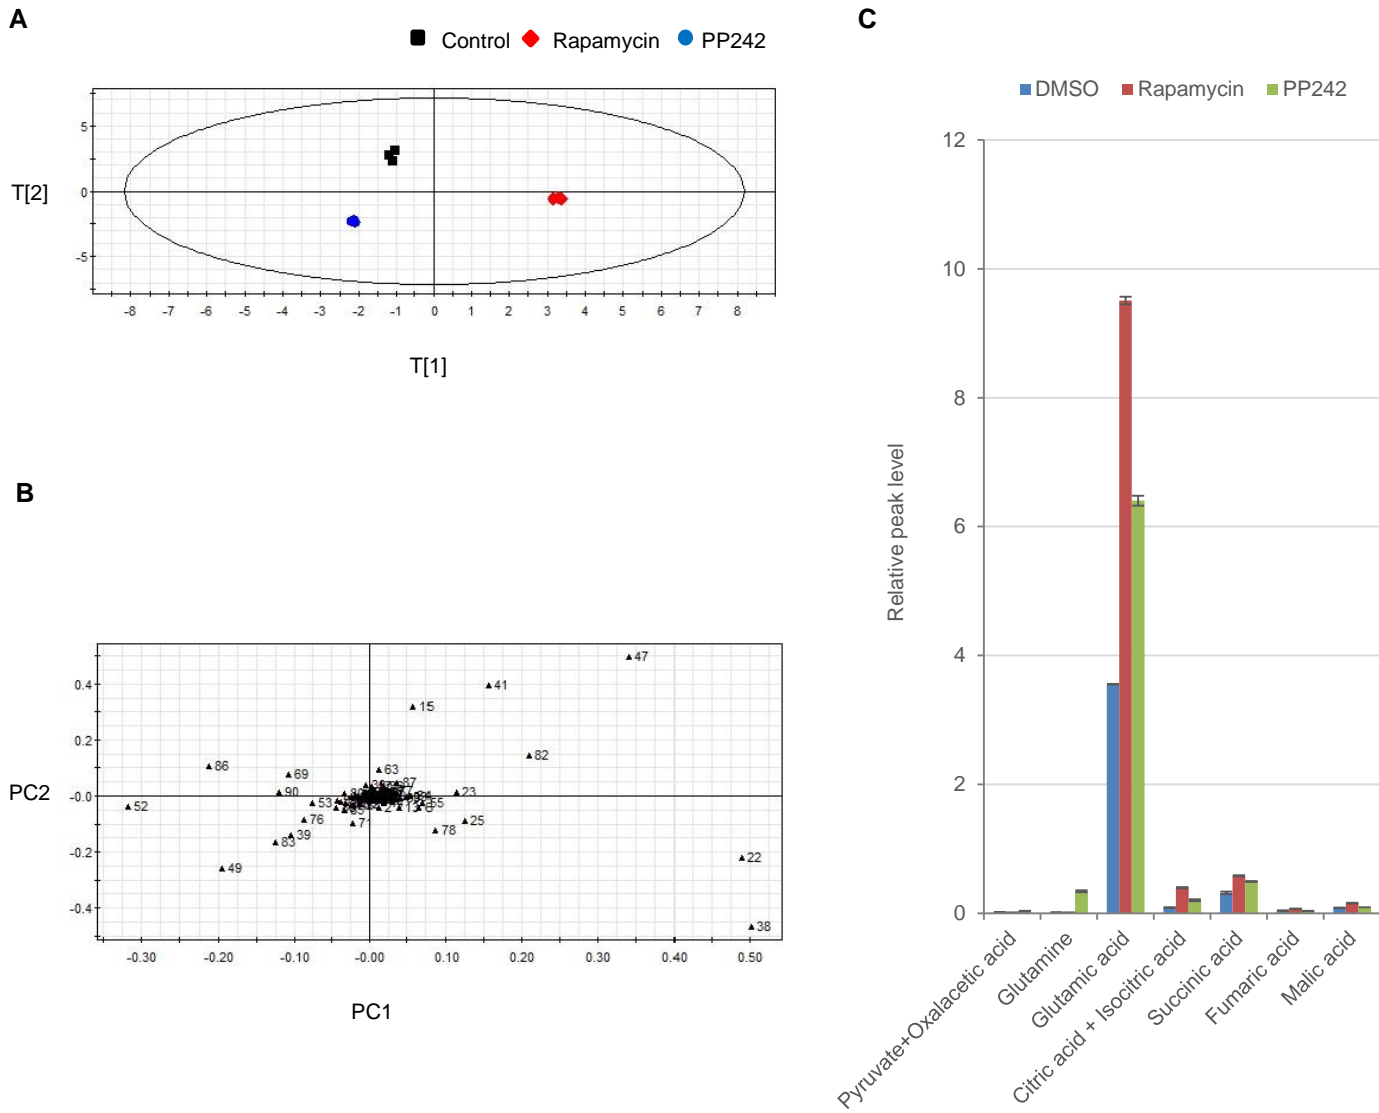 A
Control Rapamycin PP242
5
0
-5
T[2]
-8 -7 -6 -5 -4 -3 -2 -1 0 1 2 3 4 5 6 7 8
T[1]
B
47
41
15
82
86
63
69
87
90
23
52
53
55
76
25
39
71
78
83
49
22
38
0.4
0.2
-0.0
-0.2
-0.4
PC2
-0.30 -0.20 -0.10 -0.00 0.10 0.20 0.30 0.40 0.50
PC1
C
DMSO Rapamycin PP242
12
10
8
6
4
2
0
Relative peak level
Pyruvate+Oxalacetic acid
Glutamine
Glutamic acid
Citric acid + Isocitric acid
Succinic acid
Fumaric acid
Malic acid